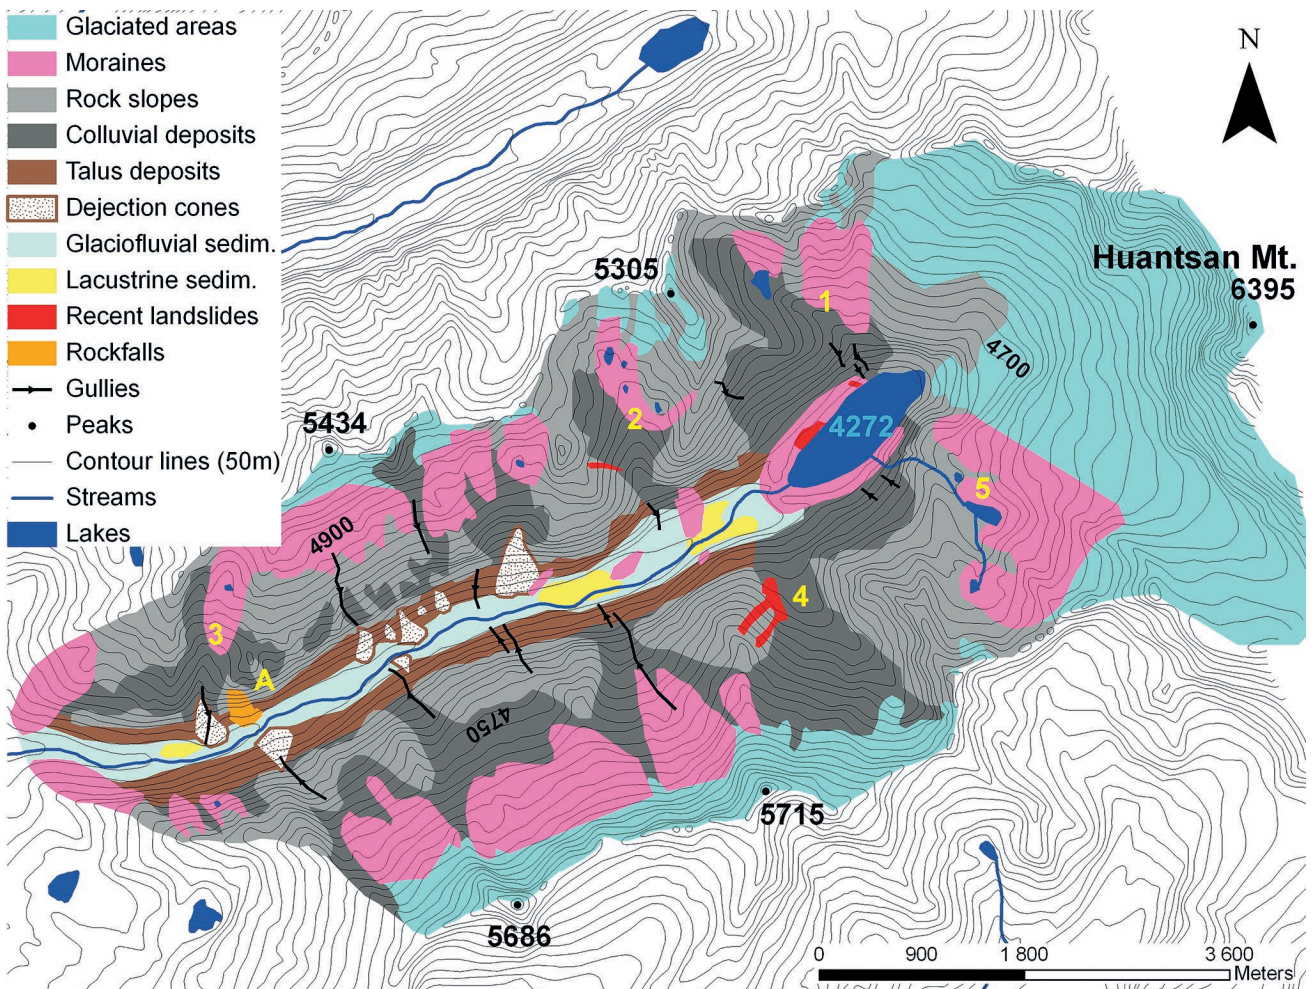 Glaciated areas
Moraines
Rock slopes
Colluvial deposits
Talus deposits
Dejection cones
Glaciofluvial sedim.
Lacustrine sedim.
Recent landslides
Rockfalls
Gullies
Peaks
Contour lines (50m)
Streams
Lakes
N
Huantsan Mt.
6395
5305
1
4700
5434
2
4272
5
4900
3
4
A
4750
5715
5686
0 900 1 800 3 600
Meters